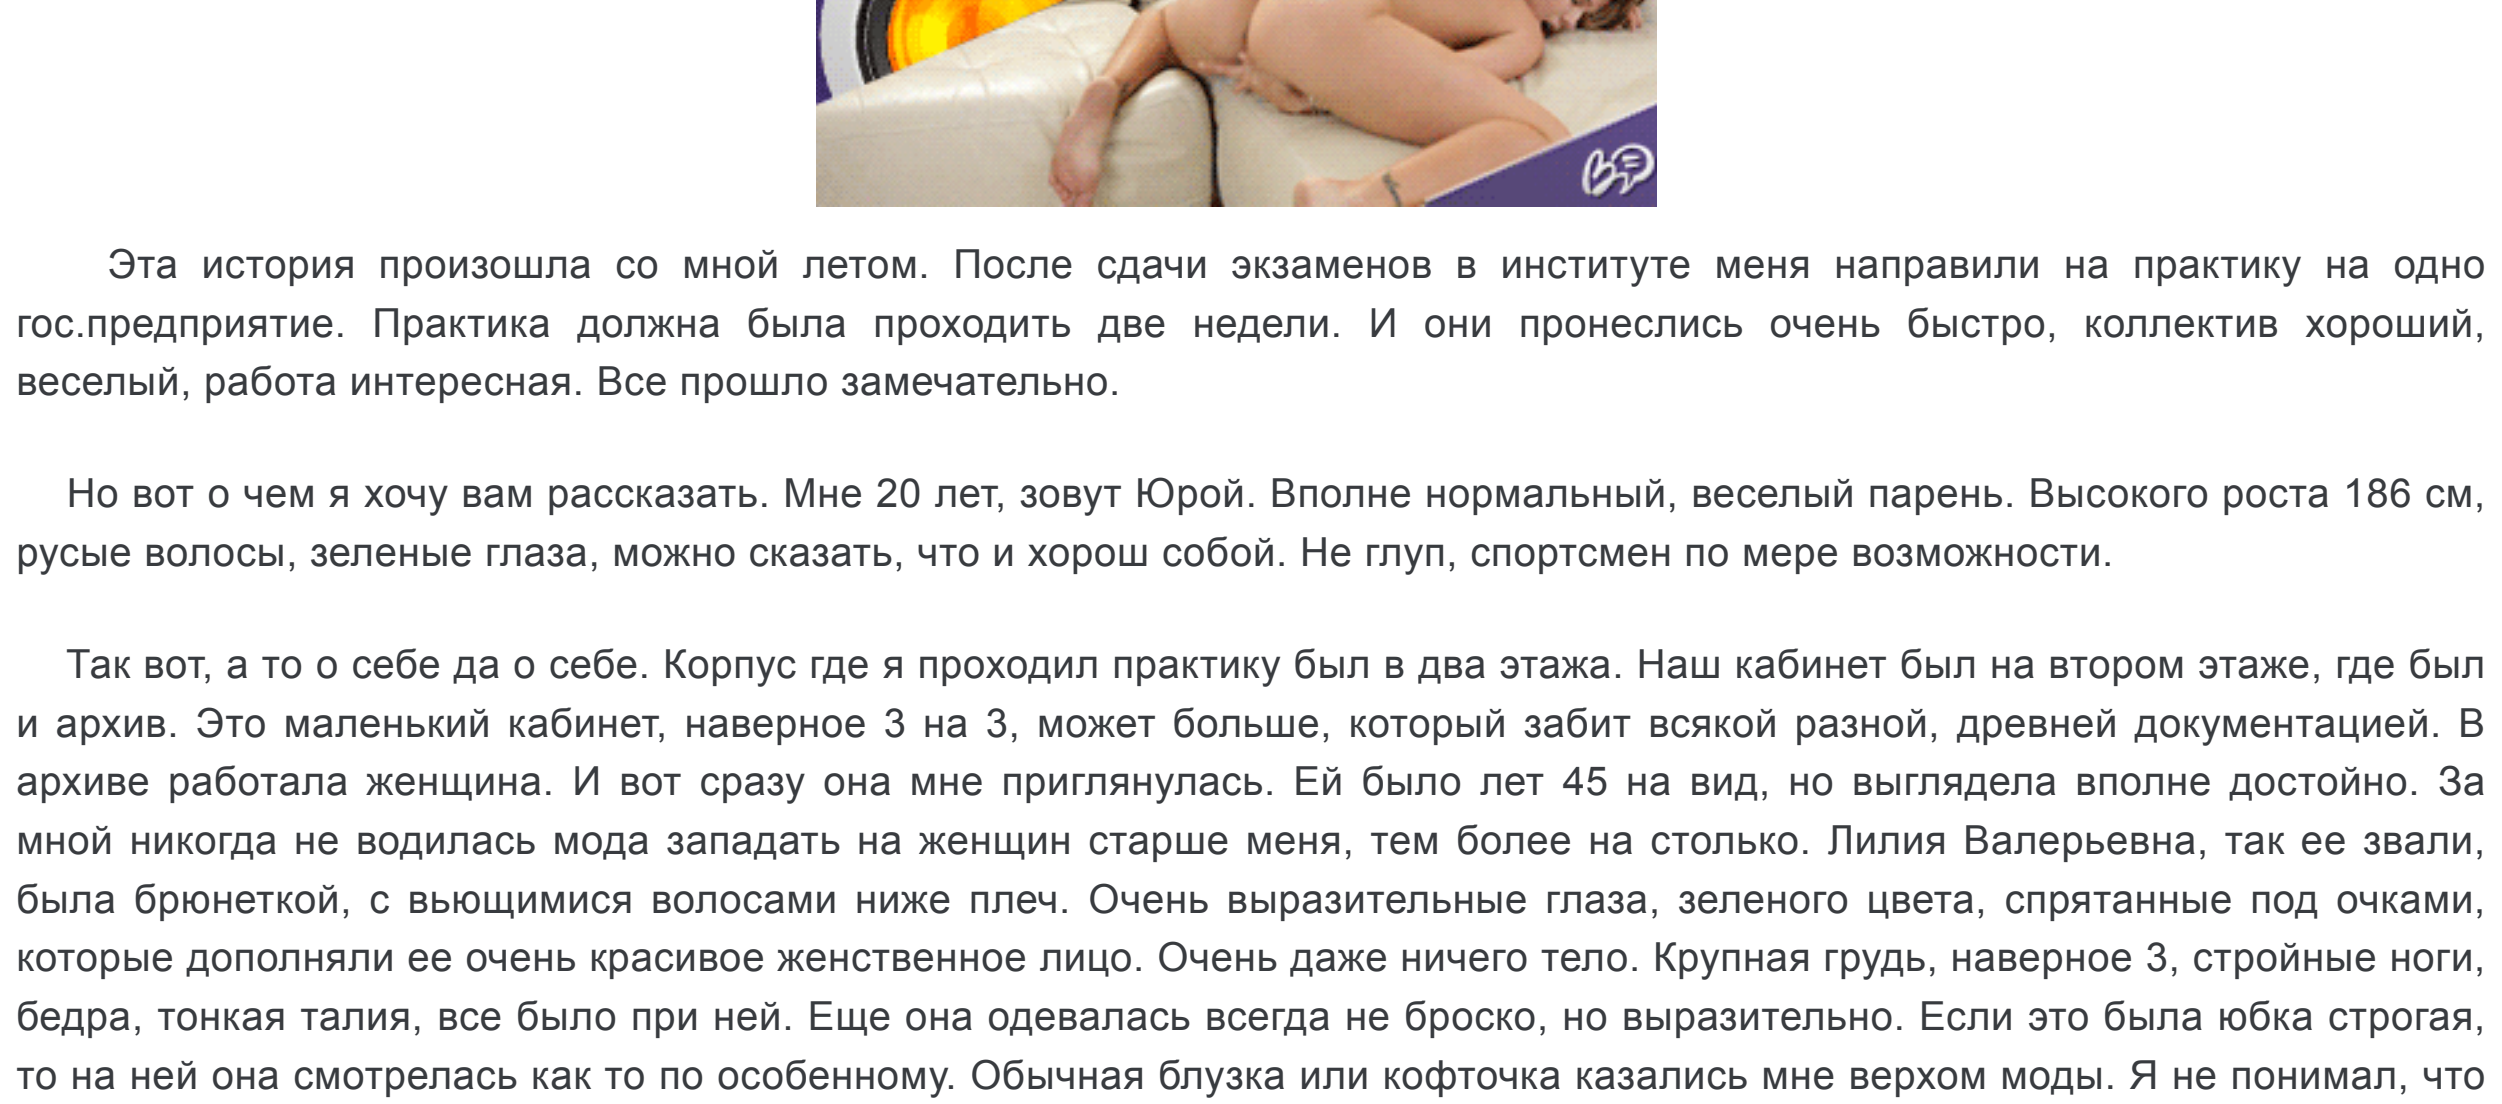 Эта история произошла со мной летом. После сдачи экзаменов в институте меня направили на практику на одно
гос.предприятие. Практика должна была проходить две недели. И они пронеслись очень быстро, коллектив хороший,
веселый, работа интересная. Все прошло замечательно.
Но вот о чем я хочу вам рассказать. Мне 20 лет, зовут Юрой. Вполне нормальный, веселый парень. Высокого роста 186 см,
русые волосы, зеленые глаза, можно сказать, что и хорош собой. Не глуп, спортсмен по мере возможности.
Так вот, а то о себе да о себе. Корпус где я проходил практику был в два этажа. Наш кабинет был на втором этаже, где был
и архив. Это маленький кабинет, наверное 3 на 3, может больше, который забит всякой разной, древней документацией. В
архиве работала женщина. И вот сразу она мне приглянулась. Ей было лет 45 на вид, но выглядела вполне достойно. За
мной никогда не водилась мода западать на женщин старше меня, тем более на столько. Лилия Валерьевна, так ее звали,
была брюнеткой, с вьющимися волосами ниже плеч. Очень выразительные глаза, зеленого цвета, спрятанные под очками,
которые дополняли ее очень красивое женственное лицо. Очень даже ничего тело. Крупная грудь, наверное 3, стройные ноги,
бедра, тонкая талия, все было при ней. Еще она одевалась всегда не броско, но выразительно. Если это была юбка строгая,
то на ней она смотрелась как то по особенному. Обычная блузка или кофточка казались мне верхом моды. Я не понимал, что